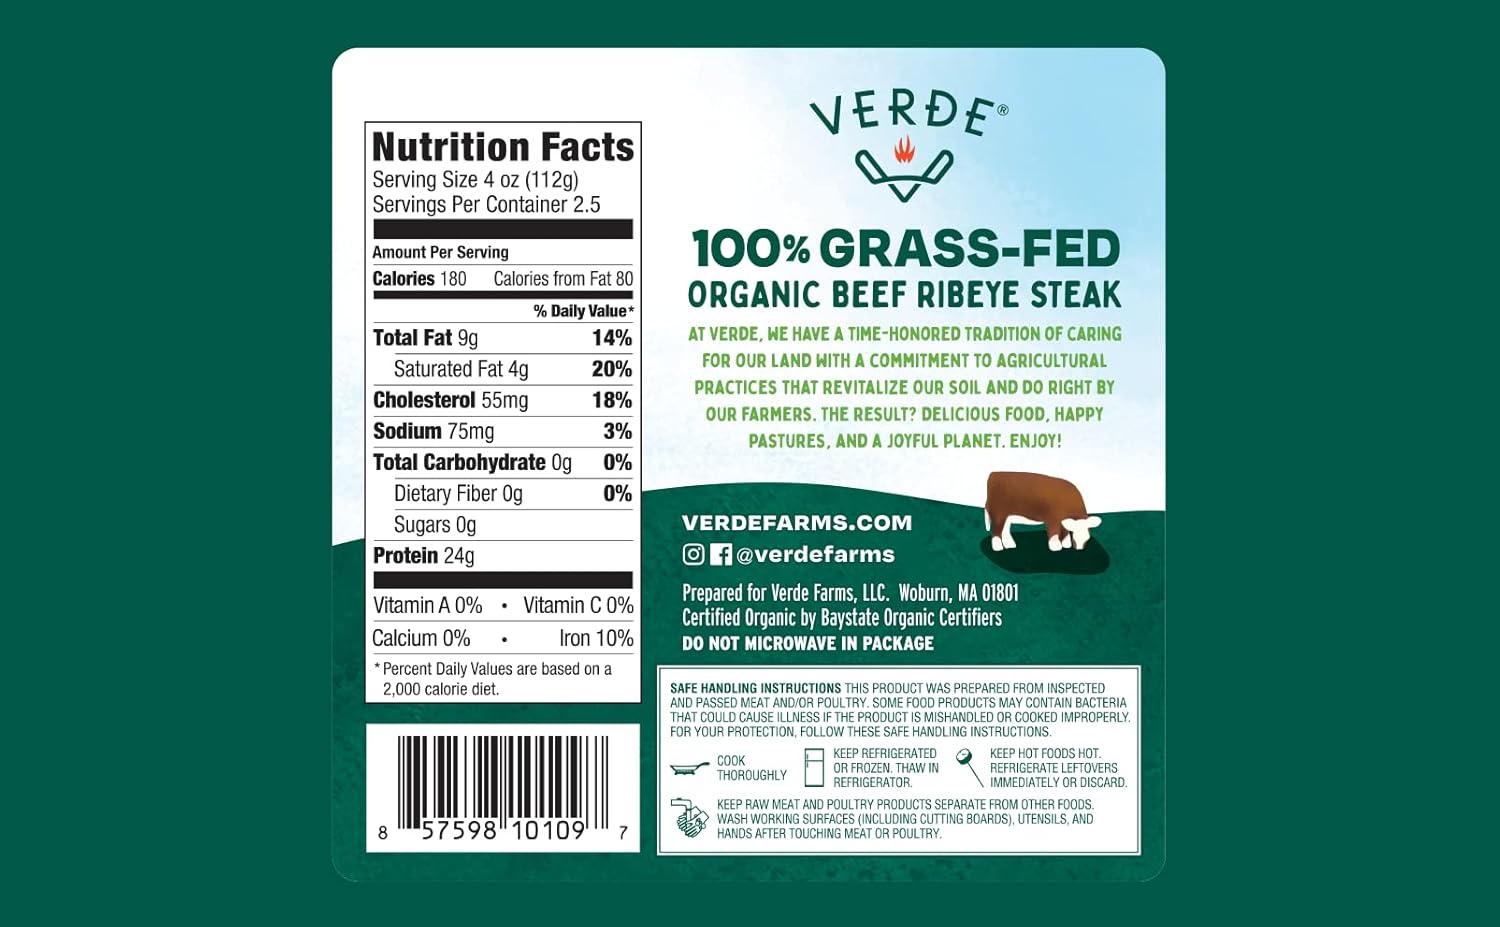 Nutrition Facts
Serving Size 4 oz (112g)
Servings Per Container 2.5
Amount Per Serving
Calories 180 Calories from Fat 80
% Daily Value*
Total Fat 9g 14%
Saturated Fat 4g 20%
Cholesterol 55mg 18%
Sodium 75mg 3%
Total Carbohydrate 0g 0%
Dietary Fiber 0g 0%
Sugars 0g
Protein 24g
Vitamin A 0% • Vitamin C 0%
Calcium 0% • Iron 10%
* Percent Daily Values are based on a
2,000 calorie diet.
8 57598 10109 7
VERDE®
100% GRASS-FED
ORGANIC BEEF RIBEYE STEAK
AT VERDE, WE HAVE A TIME-HONORED TRADITION OF CARING
FOR OUR LAND WITH A COMMITMENT TO AGRICULTURAL
PRACTICES THAT REVITALIZE OUR SOIL AND DO RIGHT BY
OUR FARMERS. THE RESULT? DELICIOUS FOOD, HAPPY
PASTURES, AND A JOYFUL PLANET. ENJOY!
VERDEFARMS.COM
@verdefarms
Prepared for Verde Farms, LLC. Woburn, MA 01801
Certified Organic by Baystate Organic Certifiers
DO NOT MICROWAVE IN PACKAGE
SAFE HANDLING INSTRUCTIONS THIS PRODUCT WAS PREPARED FROM INSPECTED
AND PASSED MEAT AND/OR POULTRY. SOME FOOD PRODUCTS MAY CONTAIN BACTERIA
THAT COULD CAUSE ILLNESS IF THE PRODUCT IS MISHANDLED OR COOKED IMPROPERLY.
FOR YOUR PROTECTION, FOLLOW THESE SAFE HANDLING INSTRUCTIONS.
COOK
THOROUGHLY
KEEP REFRIGERATED
OR FROZEN. THAW IN
REFRIGERATOR.
KEEP HOT FOODS HOT.
REFRIGERATE LEFTOVERS
IMMEDIATELY OR DISCARD.
KEEP RAW MEAT AND POULTRY PRODUCTS SEPARATE FROM OTHER FOODS.
WASH WORKING SURFACES (INCLUDING CUTTING BOARDS), UTENSILS, AND
HANDS AFTER TOUCHING MEAT OR POULTRY.